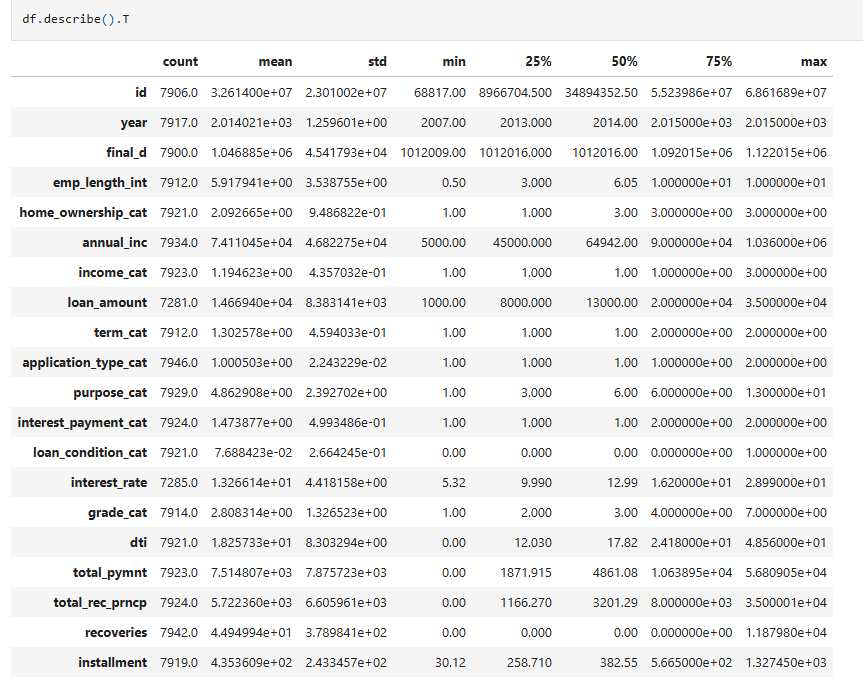 df.describe().T
count mean std min 25% 50% 75% max
id 7906.0 3.261400e+07 2.301002e+07 68817.00 8966704.500 34894352.50 5.523986e+07 6.861689e+07
year 7917.0 2.014021e+03 1.259601e+00 2007.00 2013.000 2014.00 2.015000e+03 2.015000e+03
final_d 7900.0 1.046885e+06 4.541793e+04 1012009.00 1012016.000 1012016.00 1.092015e+06 1.122015e+06
emp_length_int 7912.0 5.917941e+00 3.538755e+00 0.50 3.000 6.05 1.000000e+01 1.000000e+01
home_ownership_cat 7921.0 2.092665e+00 9.486822e-01 1.00 1.000 3.00 3.000000e+00 3.000000e+00
annual_inc 7934.0 7.411045e+04 4.682275e+04 5000.00 45000.000 64942.00 9.000000e+04 1.036000e+06
income_cat 7923.0 1.194623e+00 4.357032e-01 1.00 1.000 1.00 1.000000e+00 3.000000e+00
loan_amount 7281.0 1.466940e+04 8.383141e+03 1000.00 8000.000 13000.00 2.000000e+04 3.500000e+04
term_cat 7912.0 1.302578e+00 4.594033e-01 1.00 1.000 1.00 2.000000e+00 2.000000e+00
application_type_cat 7946.0 1.000503e+00 2.243229e-02 1.00 1.000 1.00 1.000000e+00 2.000000e+00
purpose_cat 7929.0 4.862908e+00 2.392702e+00 1.00 3.000 6.00 6.000000e+00 1.300000e+01
interest_payment_cat 7924.0 1.473877e+00 4.993486e-01 1.00 1.000 1.00 2.000000e+00 2.000000e+00
loan_condition_cat 7921.0 7.688423e-02 2.664245e-01 0.00 0.000 0.00 0.000000e+00 1.000000e+00
interest_rate 7285.0 1.326614e+01 4.418158e+00 5.32 9.990 12.99 1.620000e+01 2.899000e+01
grade_cat 7914.0 2.808314e+00 1.326523e+00 1.00 2.000 3.00 4.000000e+00 7.000000e+00
dti 7921.0 1.825733e+01 8.303294e+00 0.00 12.030 17.82 2.418000e+01 4.856000e+01
total_pymnt 7923.0 7.514807e+03 7.875723e+03 0.00 1871.915 4861.08 1.063895e+04 5.680905e+04
total_rec_prncp 7924.0 5.722360e+03 6.605961e+03 0.00 1166.270 3201.29 8.000000e+03 3.500001e+04
recoveries 7942.0 4.494994e+01 3.789841e+02 0.00 0.000 0.00 0.000000e+00 1.187980e+04
installment 7919.0 4.353609e+02 2.433457e+02 30.12 258.710 382.55 5.665000e+02 1.327450e+03